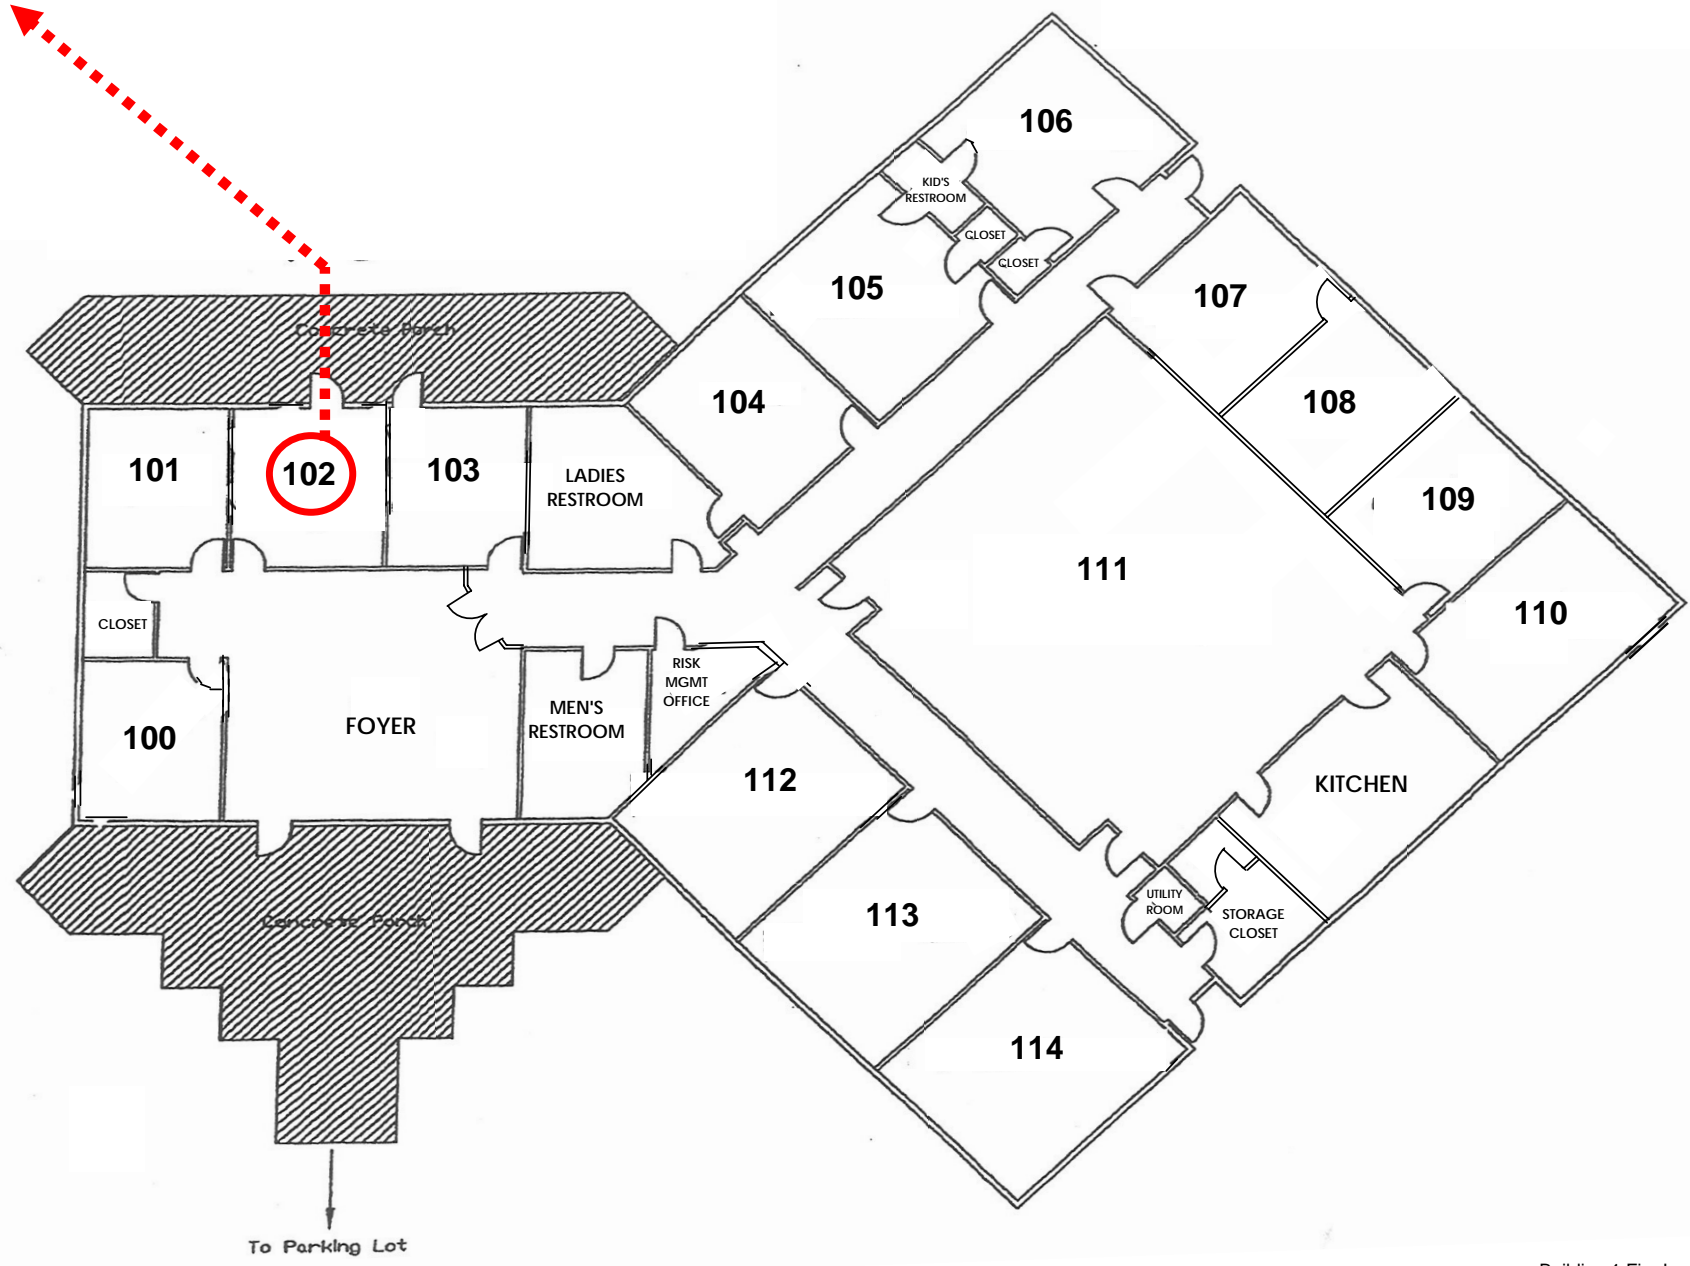 106
KID'S
RESTROOM
CLOSET
CLOSET
105
107
Concrete Porch
104
108
101
102
103
LADIES
RESTROOM
109
111
110
CLOSET
RISK
MGMT
OFFICE
100
FOYER
MEN'S
RESTROOM
112
KITCHEN
113
UTILITY
ROOM
STORAGE
CLOSET
Concrete Porch
114
To Parking Lot